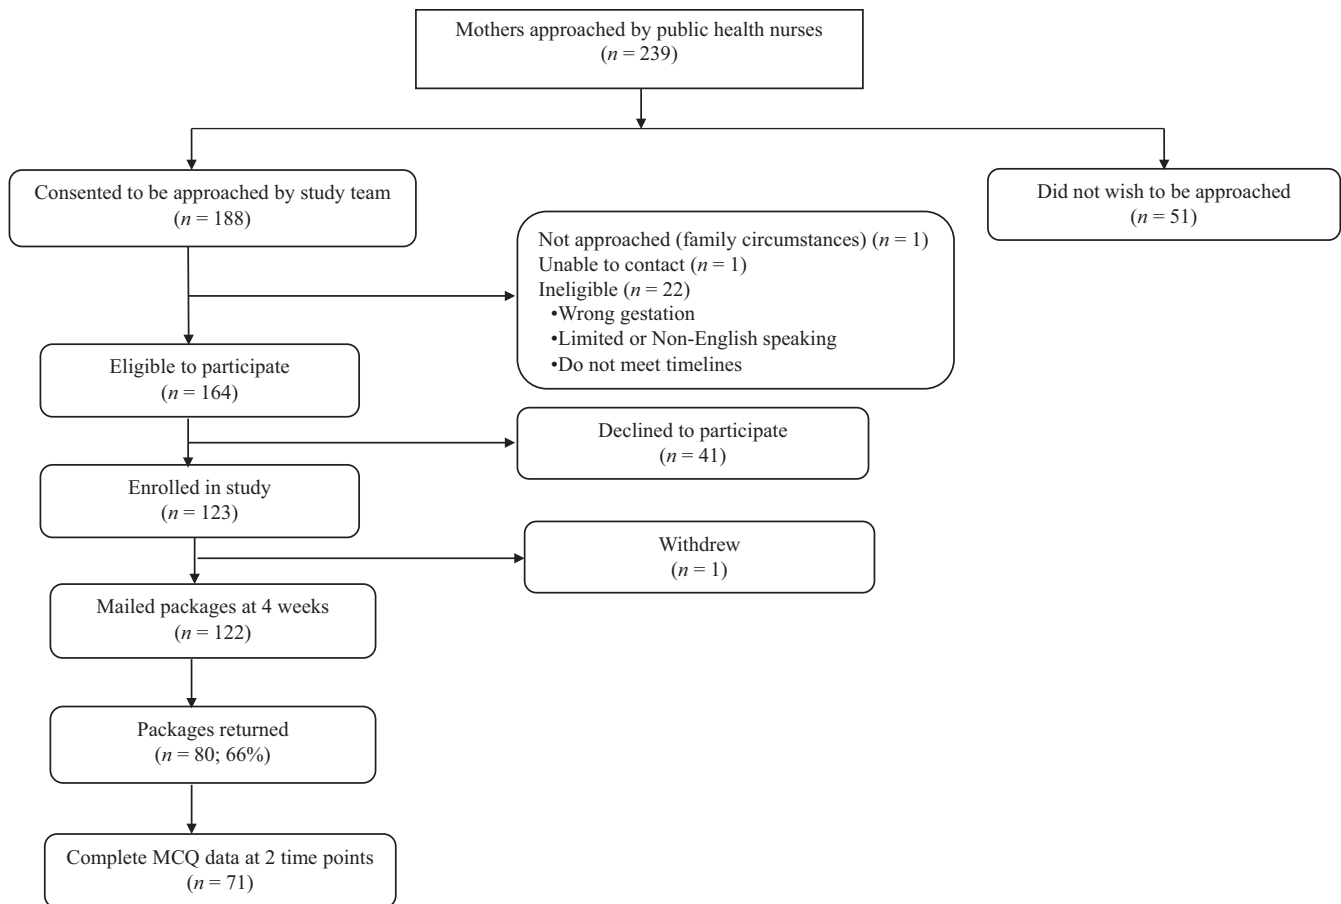 Mothers approached by public health nurses
(n = 239)
Consented to be approached by study team
(n = 188)
Did not wish to be approached
(n = 51)
Not approached (family circumstances) (n = 1)
Unable to contact (n = 1)
Ineligible (n = 22)
•Wrong gestation
•Limited or Non-English speaking
•Do not meet timelines
Eligible to participate
(n = 164)
Declined to participate
(n = 41)
Enrolled in study
(n = 123)
Withdrew
(n = 1)
Mailed packages at 4 weeks
(n = 122)
Packages returned
(n = 80; 66%)
Complete MCQ data at 2 time points
(n = 71)